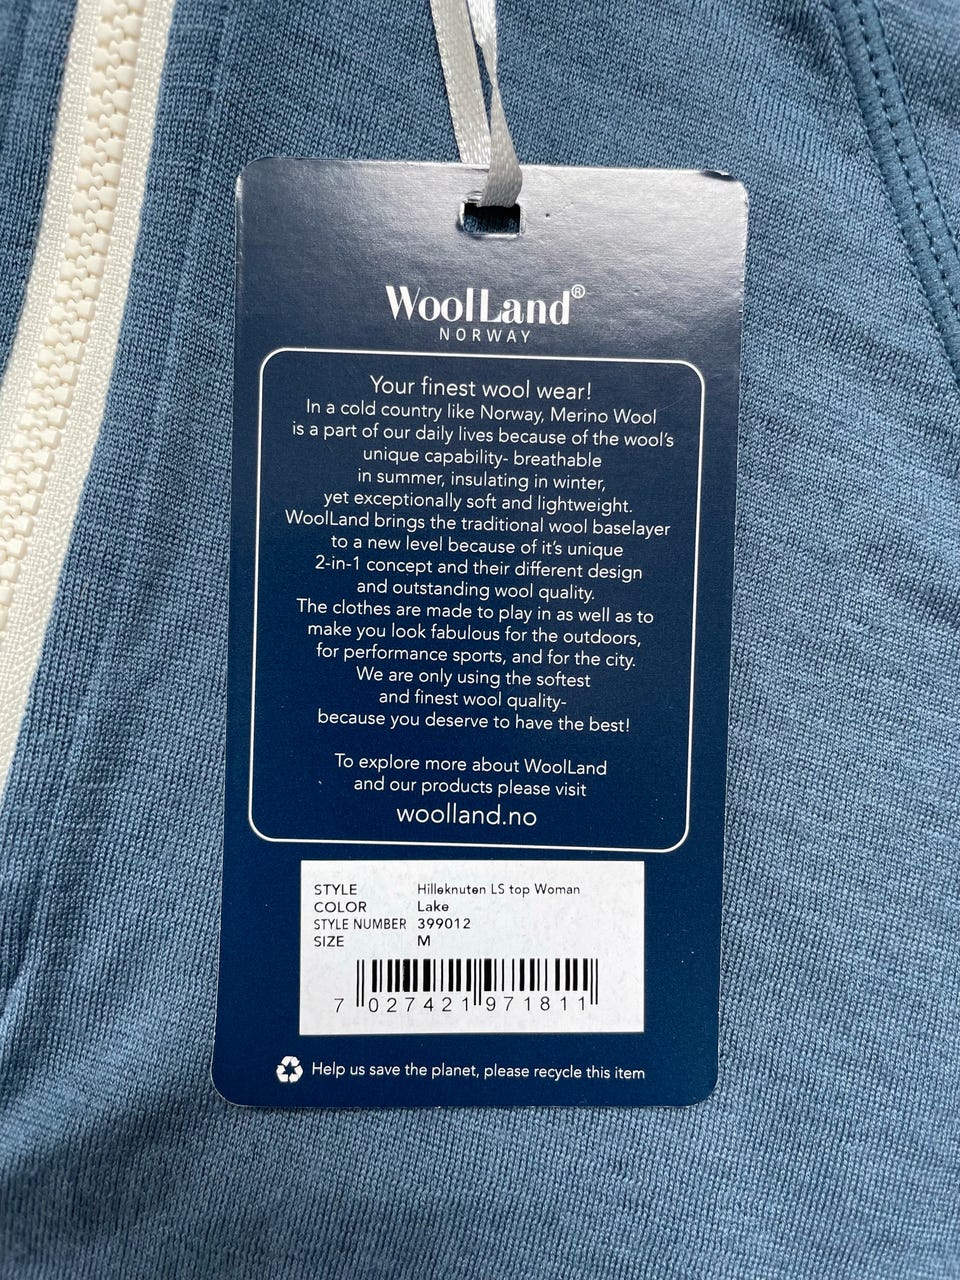 WoolLand®
NORWAY
Your finest wool wear!
In a cold country like Norway, Merino Wool
is a part of our daily lives because of the wool's
unique capability- breathable
in summer, insulating in winter,
yet exceptionally soft and lightweight.
WoolLand brings the traditional wool baselayer
to a new level because of it's unique
2-in-1 concept and their different design
and outstanding wool quality.
The clothes are made to play in as well as to
make you look fabulous for the outdoors,
for performance sports, and for the city.
We are only using the softest
and finest wool quality-
because you deserve to have the best!
To explore more about WoolLand
and our products please visit
woolland.no
STYLE Hilleknuten LS top Woman
COLOR Lake
STYLE NUMBER 399012
SIZE M
7 027421 971811
Help us save the planet, please recycle this item